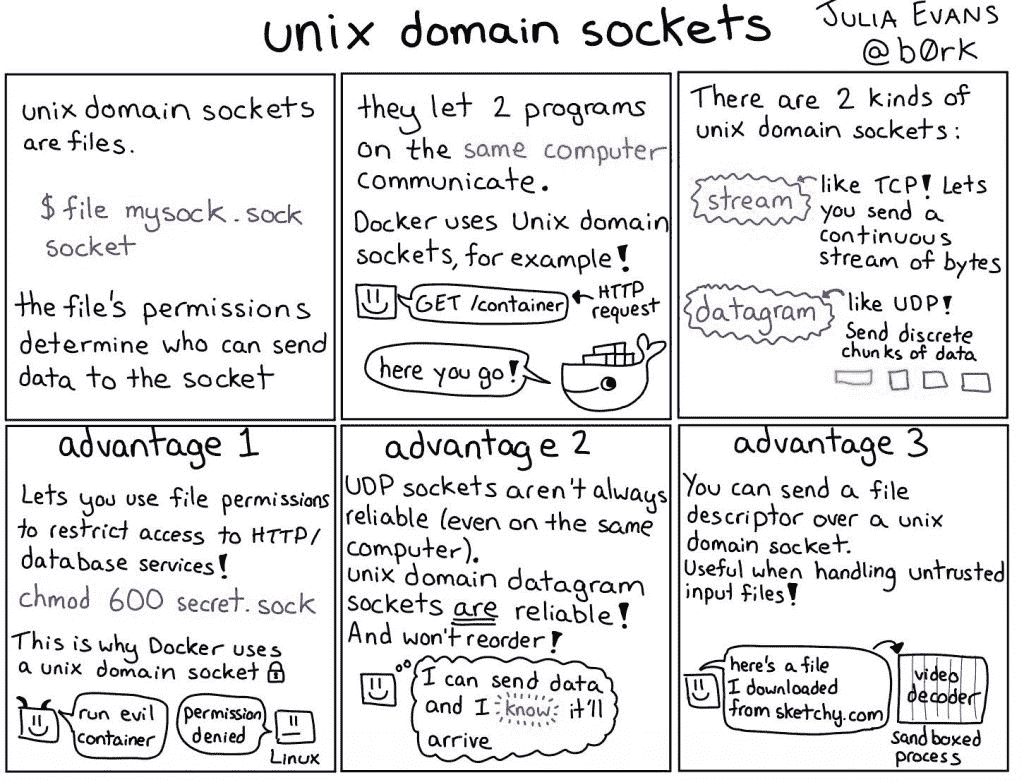 unix domain sockets
JULIA EVANS
@b0rk
unix domain sockets
are files.
$ file mysock.sock
socket
the file's permissions
determine who can send
data to the socket
they let 2 programs
on the same computer
communicate.
Docker uses Unix domain
sockets, for example!
GET /container
HTTP
request
here you go!
There are 2 kinds of
unix domain sockets:
stream
like TCP! Lets
you send a
continuous
stream of bytes
datagram
like UDP!
Send discrete
chunks of data
advantage 1
Lets you use file permissions
to restrict access to HTTP/
database services!
chmod 600 secret.sock
This is why Docker uses
a unix domain socket
run evil
container
permission
denied
Linux
advantage 2
UDP sockets aren't always
reliable (even on the same
computer).
unix domain datagram
sockets are reliable!
And won't reorder!
I can send data
and I know it'll
arrive
advantage 3
You can send a file
descriptor over a unix
domain socket.
Useful when handling untrusted
input files!
here's a file
I downloaded
from sketchy.com
video
decoder
sandboxed
process